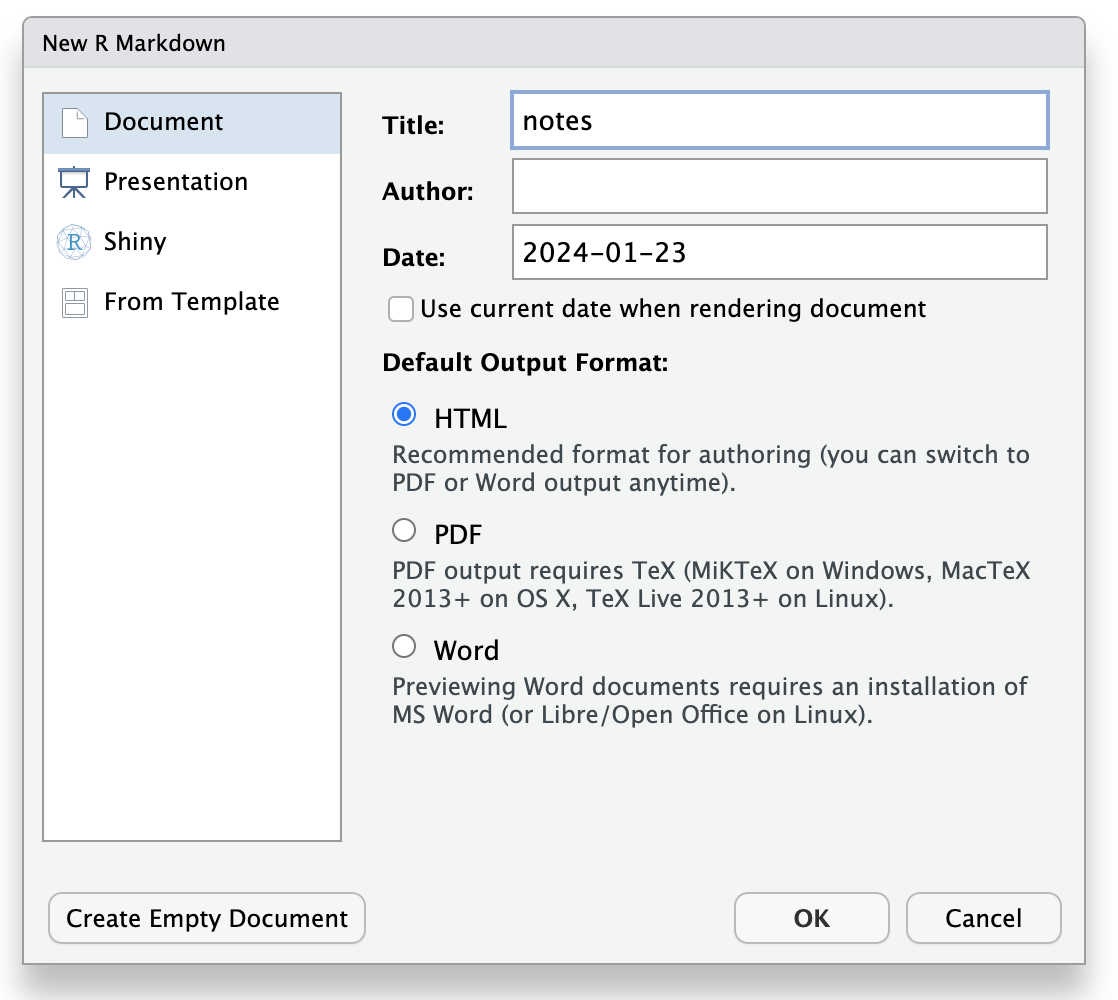 New R Markdown
Document
Presentation
R
Shiny
From Template
Title:
notes
Author:
Date:
2024-01-23
Use current date when rendering document
Default Output Format:
HTML
Recommended format for authoring (you can switch to
PDF or Word output anytime).
PDF
PDF output requires TeX (MiKTeX on Windows, MacTeX
2013+ on OS X, TeX Live 2013+ on Linux).
Word
Previewing Word documents requires an installation of
MS Word (or Libre/Open Office on Linux).
Create Empty Document
OK
Cancel